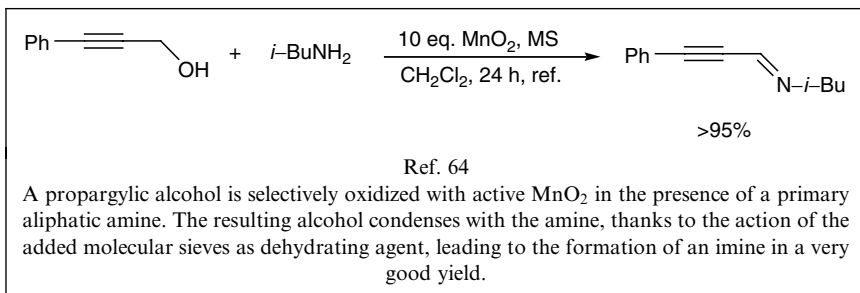 Ph
OH
+
i–BuNH₂
10 eq. MnO₂, MS
CH₂Cl₂, 24 h, ref.
Ph
N–i–Bu
>95%
Ref. 64
A propargylic alcohol is selectively oxidized with active MnO₂ in the presence of a primary
aliphatic amine. The resulting alcohol condenses with the amine, thanks to the action of the
added molecular sieves as dehydrating agent, leading to the formation of an imine in a very
good yield.